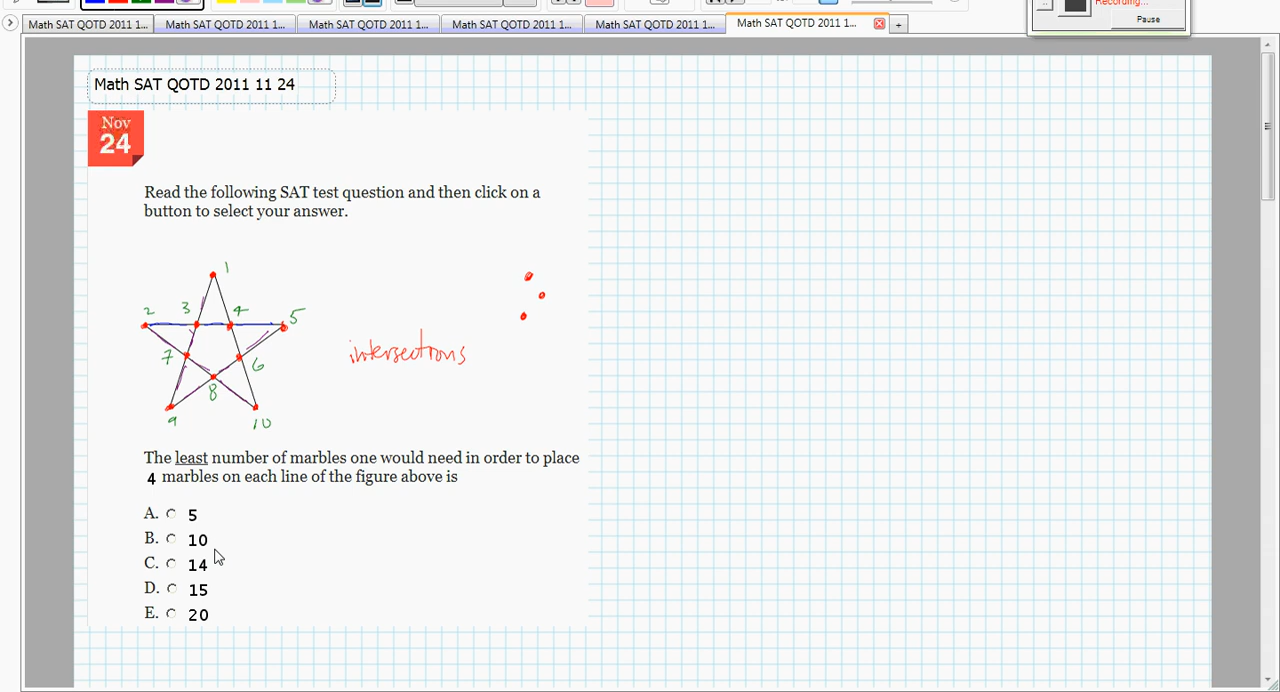 Recording...
Pause
Math SAT QOTD 2011 1...
Math SAT QOTD 2011 1...
Math SAT QOTD 2011 1...
Math SAT QOTD 2011 1...
Math SAT QOTD 2011 1...
Math SAT QOTD 2011 1...
Math SAT QOTD 2011 11 24
Nov
24
Read the following SAT test question and then click on a
button to select your answer.
1
2 3 4 5
intersections
7 6
8
9 10
The least number of marbles one would need in order to place
4 marbles on each line of the figure above is
A. 5
B. 10
C. 14
D. 15
E. 20